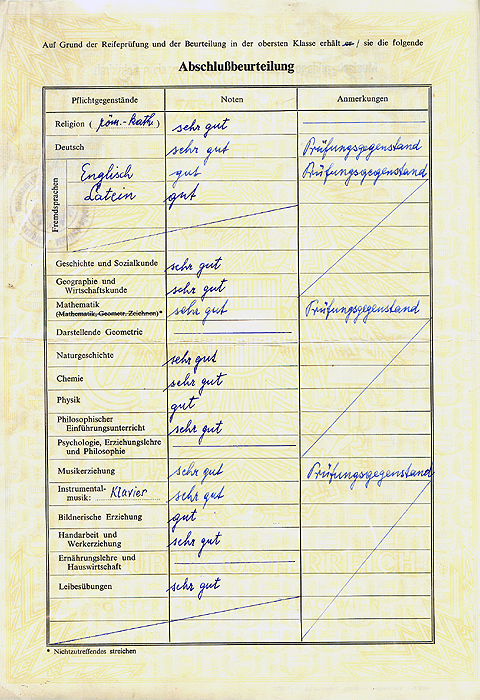 Auf Grund der Reifeprüfung und der Beurteilung in der obersten Klasse erhält er / sie die folgende
Abschlußbeurteilung
Pflichtgegenstände Noten Anmerkungen
Religion ( röm.-kath. ) sehr gut
Deutsch sehr gut Prüfungsgegenstand
Fremdsprachen
Englisch gut Prüfungsgegenstand
Latein gut
Geschichte und Sozialkunde sehr gut
Geographie und
Wirtschaftskunde sehr gut
Mathematik sehr gut Prüfungsgegenstand
(Mathematik, Geometr. Zeichnen)*
Darstellende Geometrie
Naturgeschichte sehr gut
Chemie sehr gut
Physik gut
Philosophischer
Einführungsunterricht sehr gut
Psychologie, Erziehungslehre
und Philosophie
Musikerziehung sehr gut Prüfungsgegenstand
Instrumental-
musik: Klavier sehr gut
Bildnerische Erziehung gut
Handarbeit und
Werkerziehung sehr gut
Ernährungslehre und
Hauswirtschaft
Leibesübungen sehr gut
* Nichtzutreffendes streichen